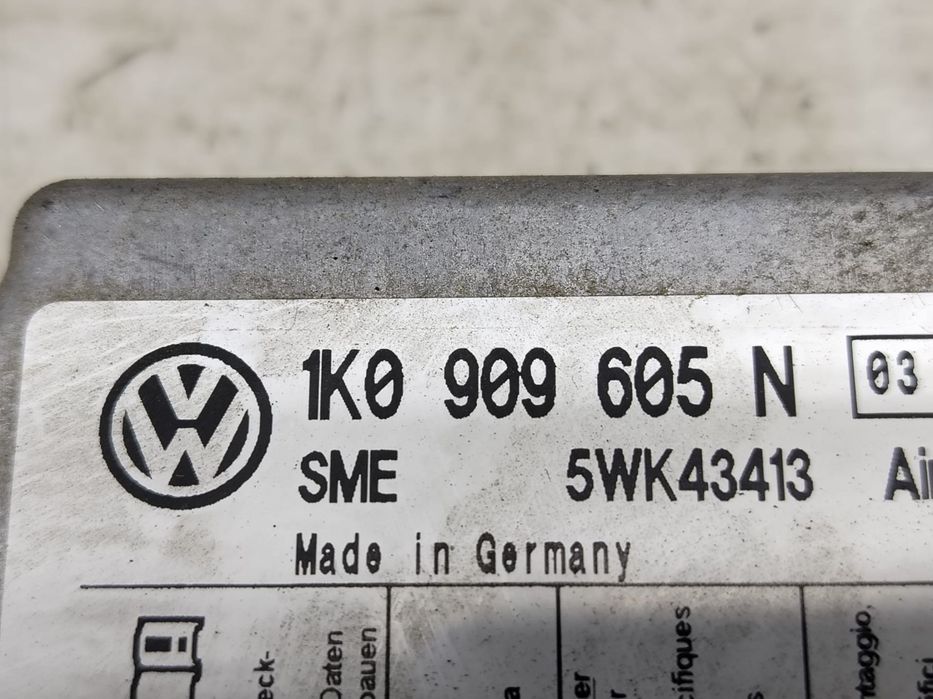 1K0 909 605 N 03
SME 5WK43413
Made in Germany
Daten